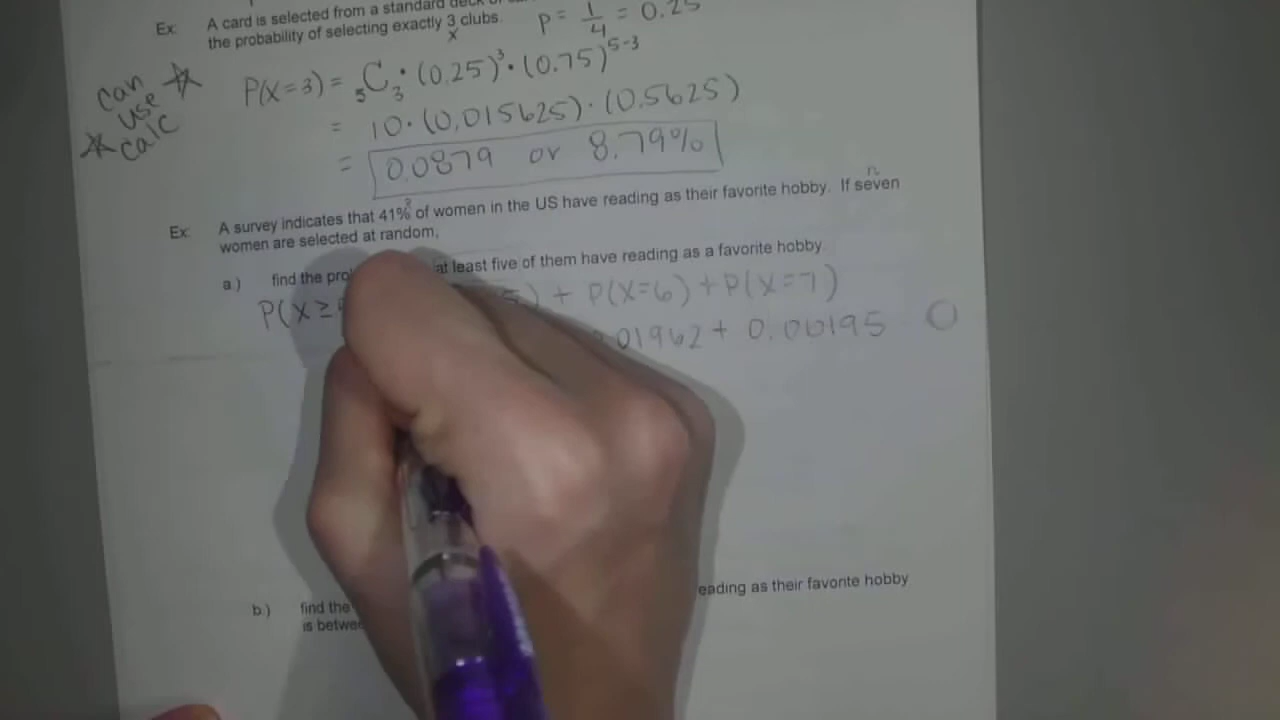 Ex: A card is selected from a standard deck of
the probability of selecting exactly 3 clubs. P = 1/4 = 0.25
x
can use calc
P(X=3) = 5C3 · (0.25)^3 · (0.75)^5-3
= 10 · (0.015625) · (0.5625)
= 0.0879 or 8.79%
n
Ex: A survey indicates that 41% of women in the US have reading as their favorite hobby. If seven
women are selected at random,
a.) find the at least five of them have reading as a favorite hobby.
P(X≥ 5) + P(X=6) + P(X=7)
01962 + 0.00195
b.) find the reading as their favorite hobby
is